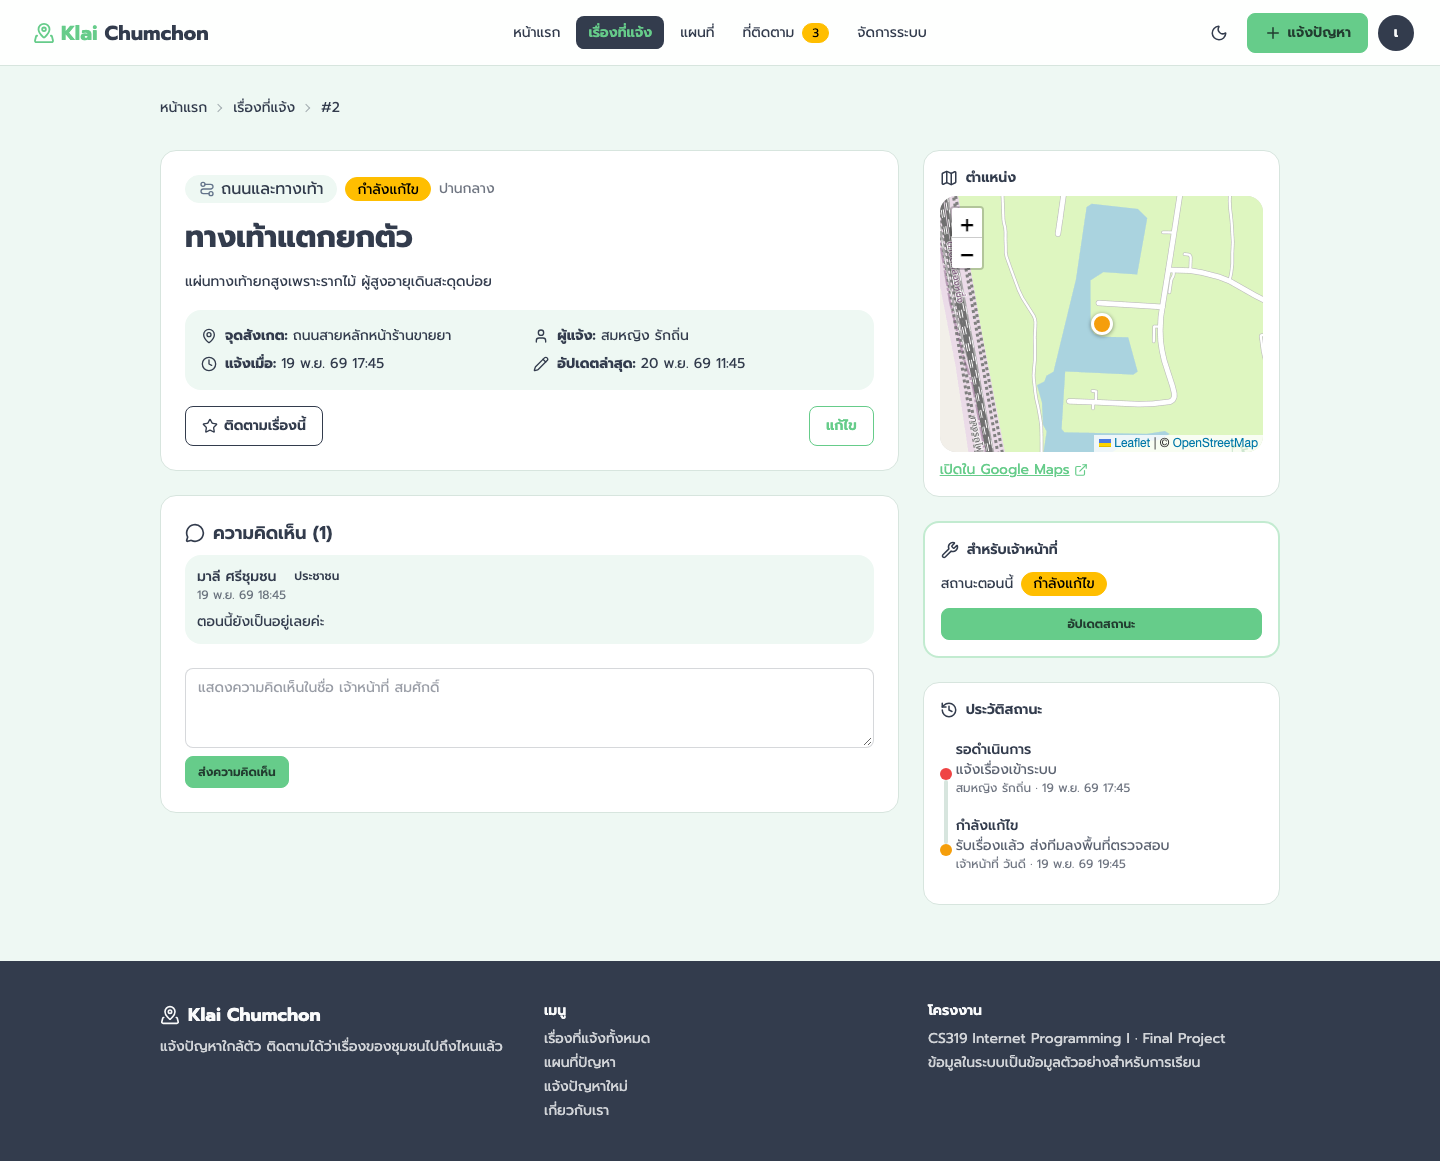 Klai Chumchon
หน้าแรก
เรื่องที่แจ้ง
แผนที่
ที่ติดตาม 3
จัดการระบบ
แจ้งปัญหา
เ
หน้าแรก
เรื่องที่แจ้ง
#2
ถนนและทางเท้า
กำลังแก้ไข
ปานกลาง
ทางเท้าแตกยกตัว
แผ่นทางเท้ายกสูงเพราะรากไม้ ผู้สูงอายุเดินสะดุดบ่อย
จุดสังเกต: ถนนสายหลักหน้าร้านขายยา
ผู้แจ้ง: สมหญิง รักถิ่น
แจ้งเมื่อ: 19 พ.ย. 69 17:45
อัปเดตล่าสุด: 20 พ.ย. 69 11:45
ติดตามเรื่องนี้
แก้ไข
ความคิดเห็น (1)
มาลี ศรีชุมชน ประชาชน
19 พ.ย. 69 18:45
ตอนนี้ยังเป็นอยู่เลยค่ะ
แสดงความคิดเห็นในชื่อ เจ้าหน้าที่ สมศักดิ์
ส่งความคิดเห็น
ตำแหน่ง
+
−
Leaflet | © OpenStreetMap
เปิดใน Google Maps
สำหรับเจ้าหน้าที่
สถานะตอนนี้ กำลังแก้ไข
อัปเดตสถานะ
ประวัติสถานะ
รอดำเนินการ
แจ้งเรื่องเข้าระบบ
สมหญิง รักถิ่น · 19 พ.ย. 69 17:45
กำลังแก้ไข
รับเรื่องแล้ว ส่งทีมลงพื้นที่ตรวจสอบ
เจ้าหน้าที่ วันดี · 19 พ.ย. 69 19:45
Klai Chumchon
แจ้งปัญหาใกล้ตัว ติดตามได้ว่าเรื่องของชุมชนไปถึงไหนแล้ว
เมนู
เรื่องที่แจ้งทั้งหมด
แผนที่ปัญหา
แจ้งปัญหาใหม่
เกี่ยวกับเรา
โครงงาน
CS319 Internet Programming I · Final Project
ข้อมูลในระบบเป็นข้อมูลตัวอย่างสำหรับการเรียน